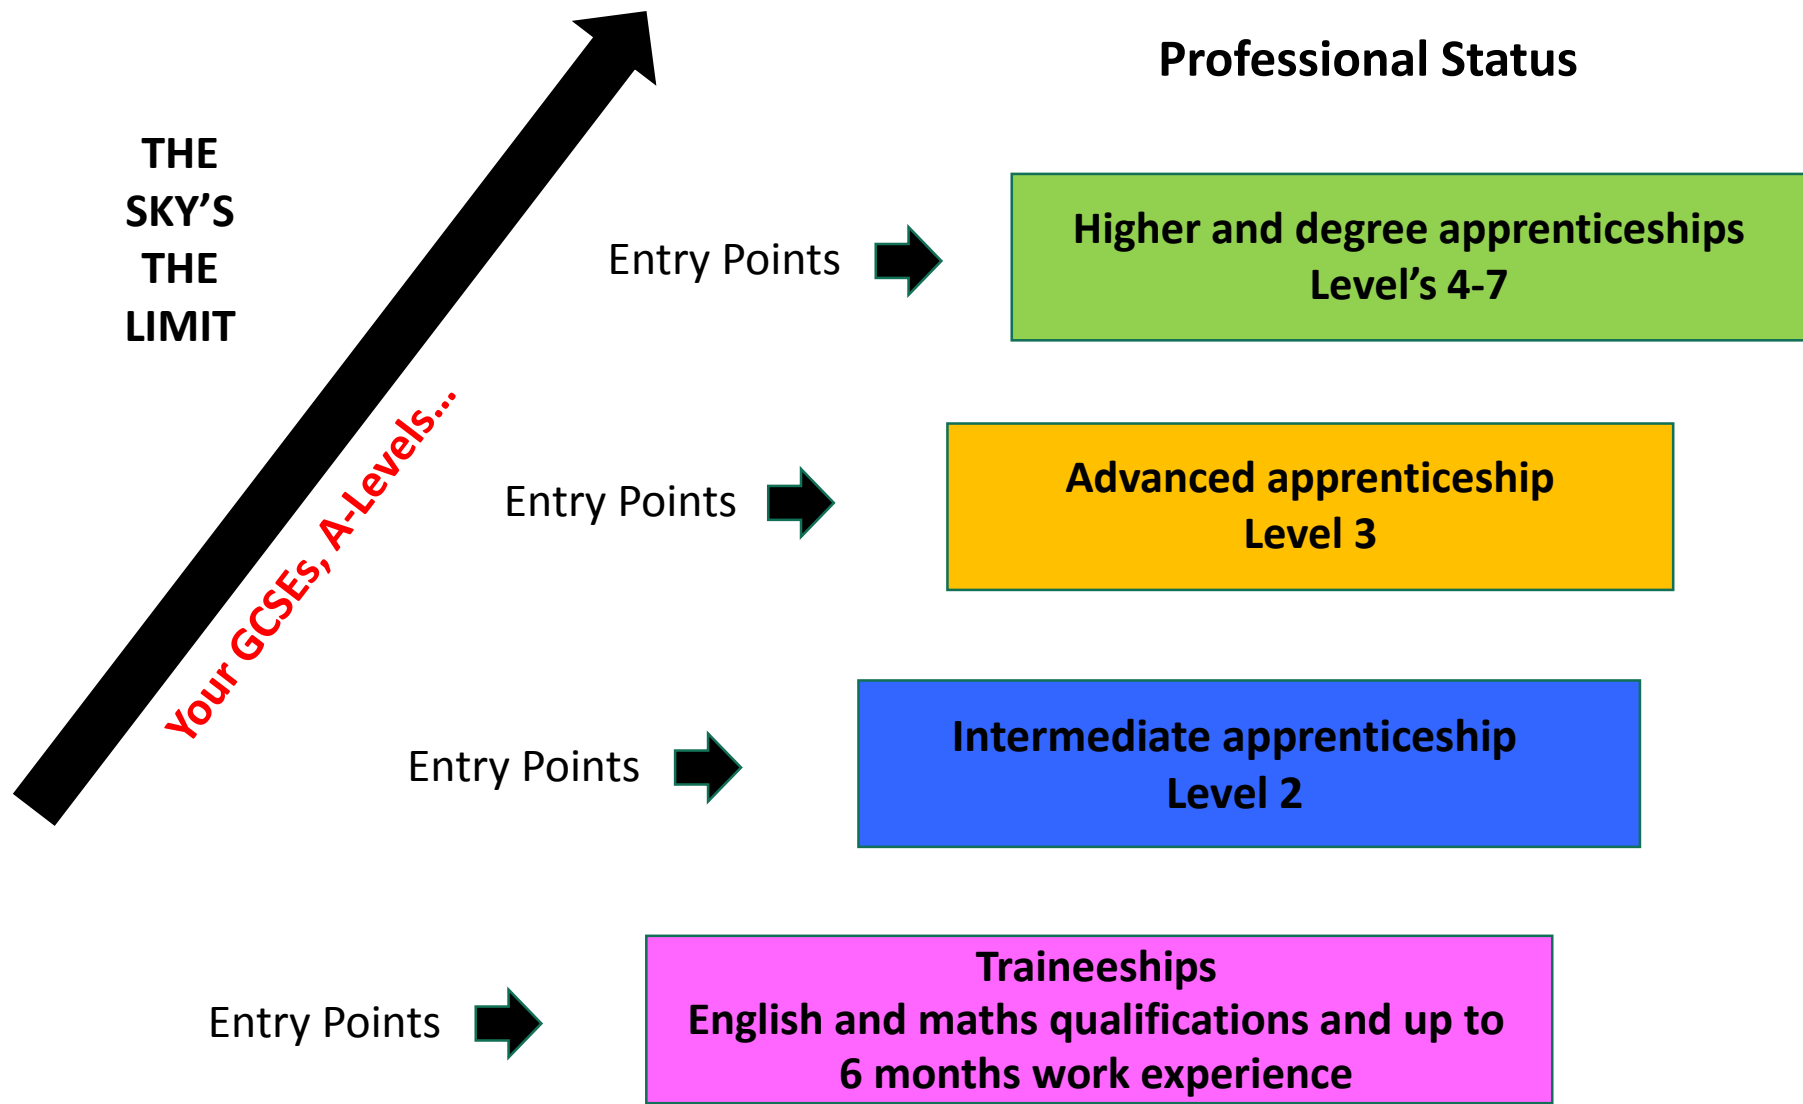 Professional Status
THE
SKY’S
THE
LIMIT
Your GCSEs, A-Levels…
Entry Points
Higher and degree apprenticeships
Level’s 4-7
Entry Points
Advanced apprenticeship
Level 3
Entry Points
Intermediate apprenticeship
Level 2
Entry Points
Traineeships
English and maths qualifications and up to
6 months work experience